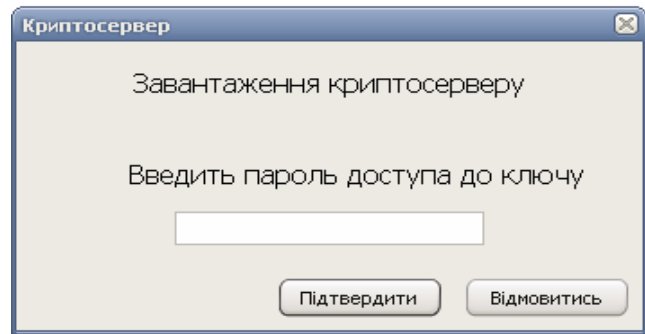 Криптосервер
Завантаження криптосерверу
Введить пароль доступа до ключу
Підтвердити Відмовитись